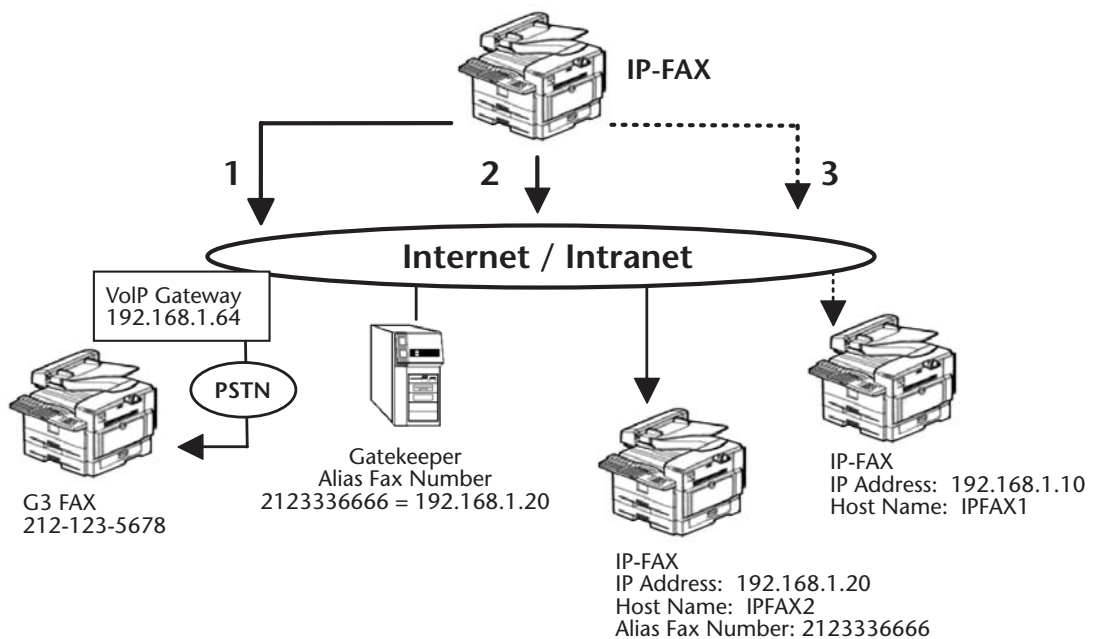 IP-FAX
1
2
3
Internet / Intranet
VoIP Gateway
192.168.1.64
PSTN
G3 FAX
212-123-5678
Gatekeeper
Alias Fax Number
2123336666 = 192.168.1.20
IP-FAX
IP Address: 192.168.1.20
Host Name: IPFAX2
Alias Fax Number: 2123336666
IP-FAX
IP Address: 192.168.1.10
Host Name: IPFAX1